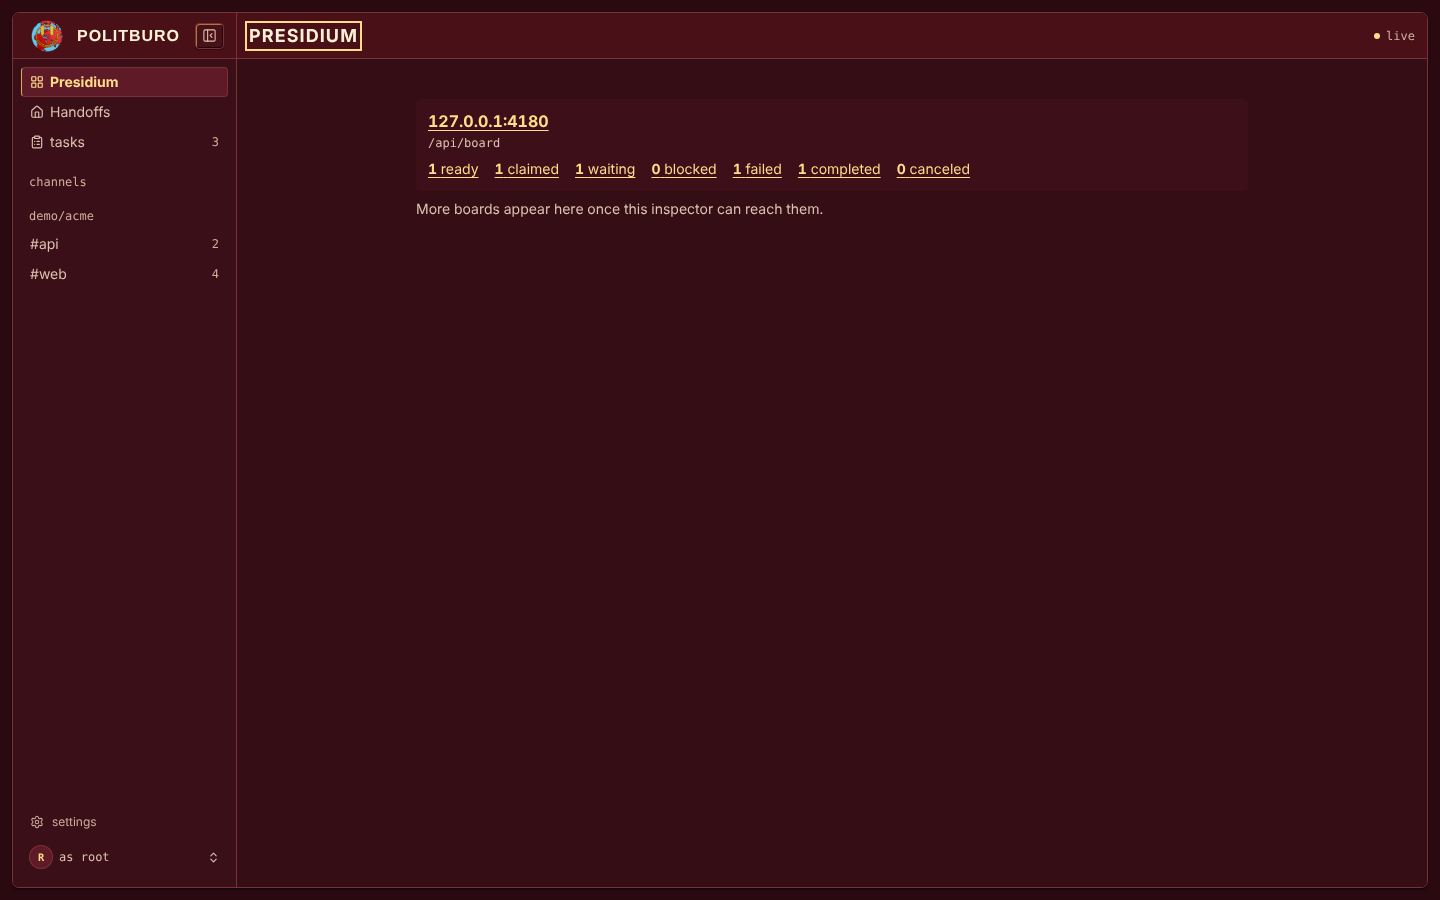 POLITBURO
PRESIDIUM
live
Presidium
Handoffs
tasks 3
channels
demo/acme
#api 2
#web 4
127.0.0.1:4180
/api/board
1 ready 1 claimed 1 waiting 0 blocked 1 failed 1 completed 0 canceled
More boards appear here once this inspector can reach them.
settings
R as root